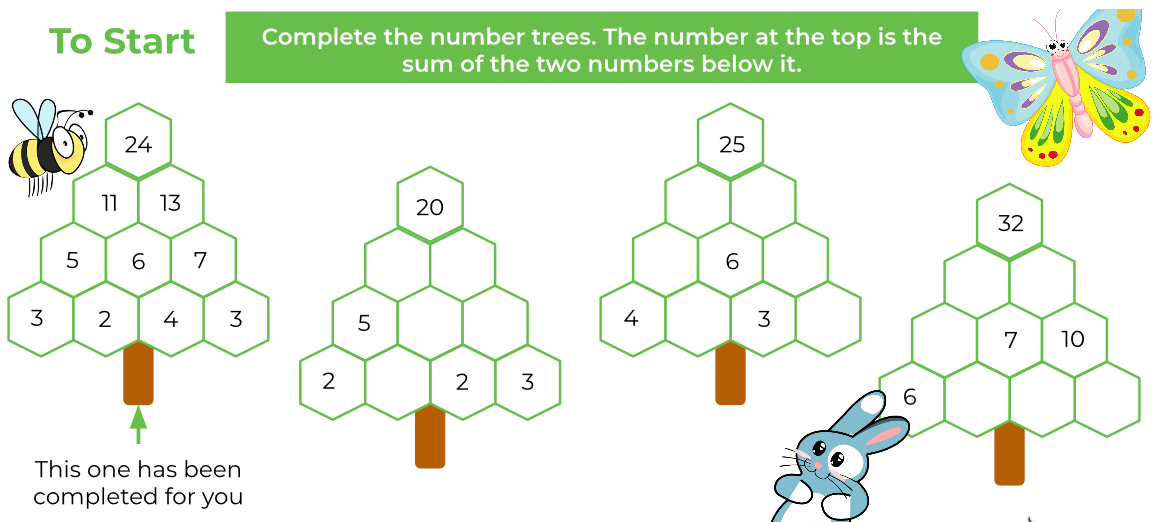 To Start
Complete the number trees. The number at the top is the
sum of the two numbers below it.
24
11 13
5 6 7
3 2 4 3
This one has been
completed for you
20
5
2 2 3
25
6
4 3
32
7 10
6